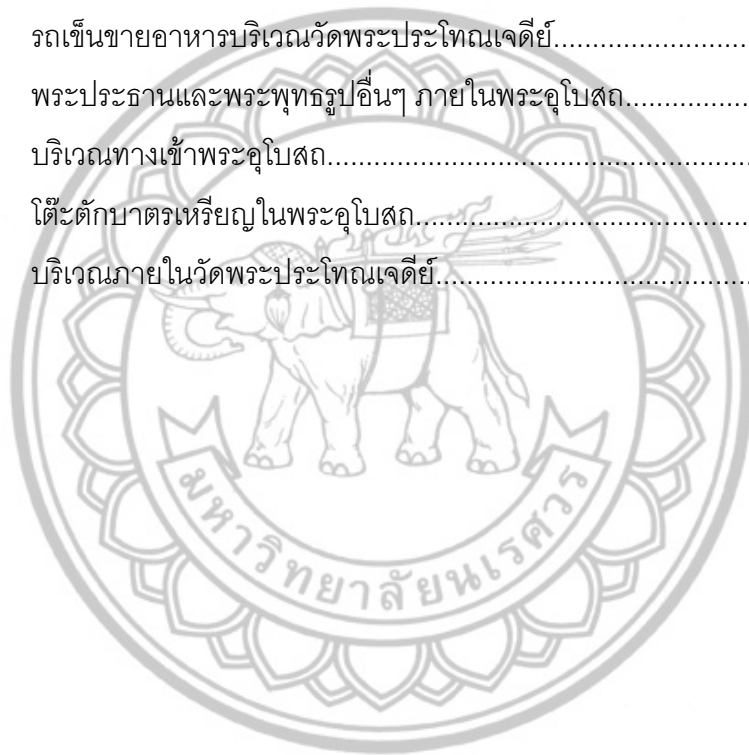 รถเข็นขายอาหารบริเวณวัดพระประโทณเจดีย์..........................
พระประธานและพระพุทธรูปอื่นๆ ภายในพระอุโบสถ.................
บริเวณทางเข้าพระอุโบสถ.......................................................
โต๊ะตักบาตรเหรียญในพระอุโบสถ............................................
บริเวณภายในวัดพระประโทณเจดีย์.........................................
มหาวิทยาลัยนเรศวร